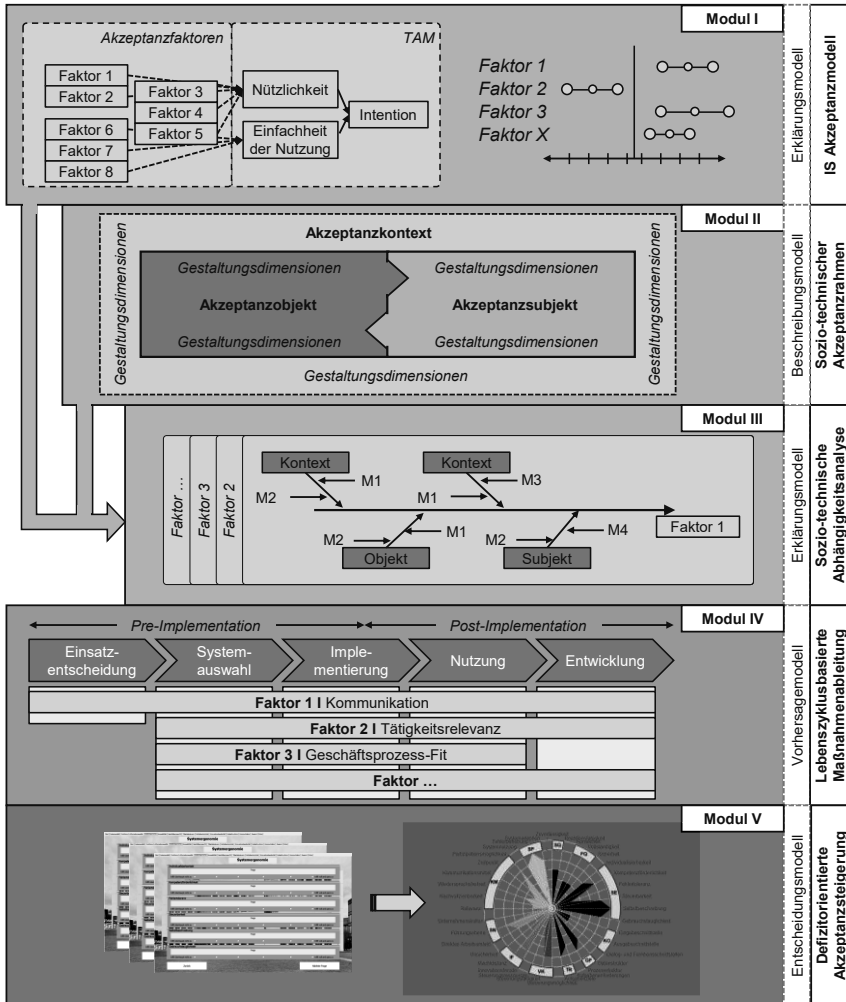 Modul I
Akzeptanzfaktoren
TAM
Faktor 1
Faktor 2
Faktor 3
Faktor 4
Faktor 5
Faktor 6
Faktor 7
Faktor 8
Nützlichkeit
Einfachheit
der Nutzung
Intention
Faktor 1
Faktor 2
Faktor 3
Faktor X
Erklärungsmodell
IS Akzeptanzmodell
Modul II
Akzeptanzkontext
Gestaltungsdimensionen
Gestaltungsdimensionen
Gestaltungsdimensionen
Gestaltungsdimensionen
Akzeptanzobjekt
Akzeptanzsubjekt
Gestaltungsdimensionen
Gestaltungsdimensionen
Gestaltungsdimensionen
Beschreibungsmodell
Sozio-technischer
Akzeptanzrahmen
Modul III
Faktor ...
Faktor 3
Faktor 2
Kontext
Kontext
M1
M3
M2
M1
Faktor 1
M2
M1
M2
M4
Objekt
Subjekt
Erklärungsmodell
Sozio-technische
Abhängigkeitsanalyse
Modul IV
Pre-Implementation
Post-Implementation
Einsatz-
entscheidung
System-
auswahl
Imple-
mentierung
Nutzung
Entwicklung
Faktor 1 I Kommunikation
Faktor 2 I Tätigkeitsrelevanz
Faktor 3 I Geschäftsprozess-Fit
Faktor ...
Vorhersagemodell
Lebenszyklusbasierte
Maßnahmenableitung
Modul V
Systemergonomie
Systemergonomie
Systemergonomie
Entscheidungsmodell
Defizitorientierte
Akzeptanzsteigerung